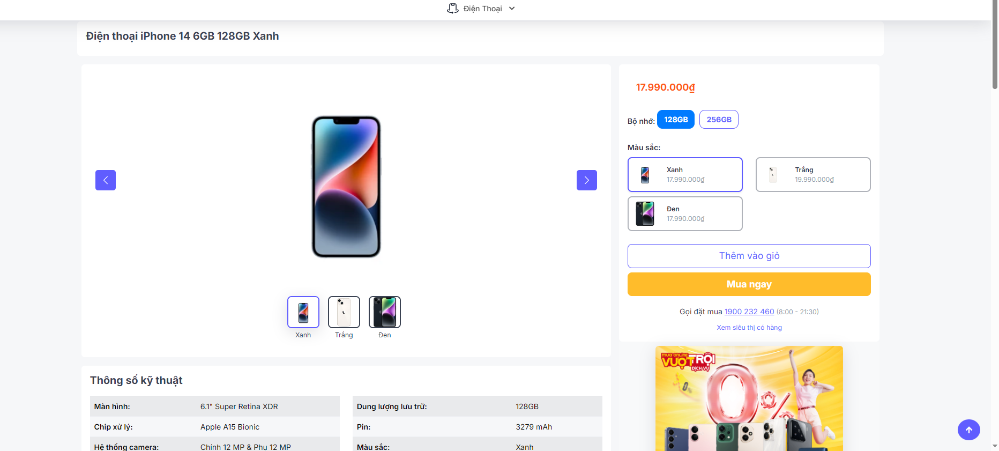 Điện Thoại
Điện thoại iPhone 14 6GB 128GB Xanh
Xanh
Trắng
Đen
17.990.000₫
Bộ nhớ: 128GB 256GB
Màu sắc:
Xanh
17.990.000₫
Trắng
19.990.000₫
Đen
17.990.000₫
Thêm vào giỏ
Mua ngay
Gọi đặt mua 1900 232 460 (8:00 - 21:30)
Xem siêu thị có hàng
MUA ONLINE
VUỢT TRỘI
DỊCH VỤ
0%
Thông số kỹ thuật
Màn hình: 6.1" Super Retina XDR
Chip xử lý: Apple A15 Bionic
Hệ thống camera: Chính 12 MP & Phụ 12 MP
Dung lượng lưu trữ: 128GB
Pin: 3279 mAh
Màu sắc: Xanh